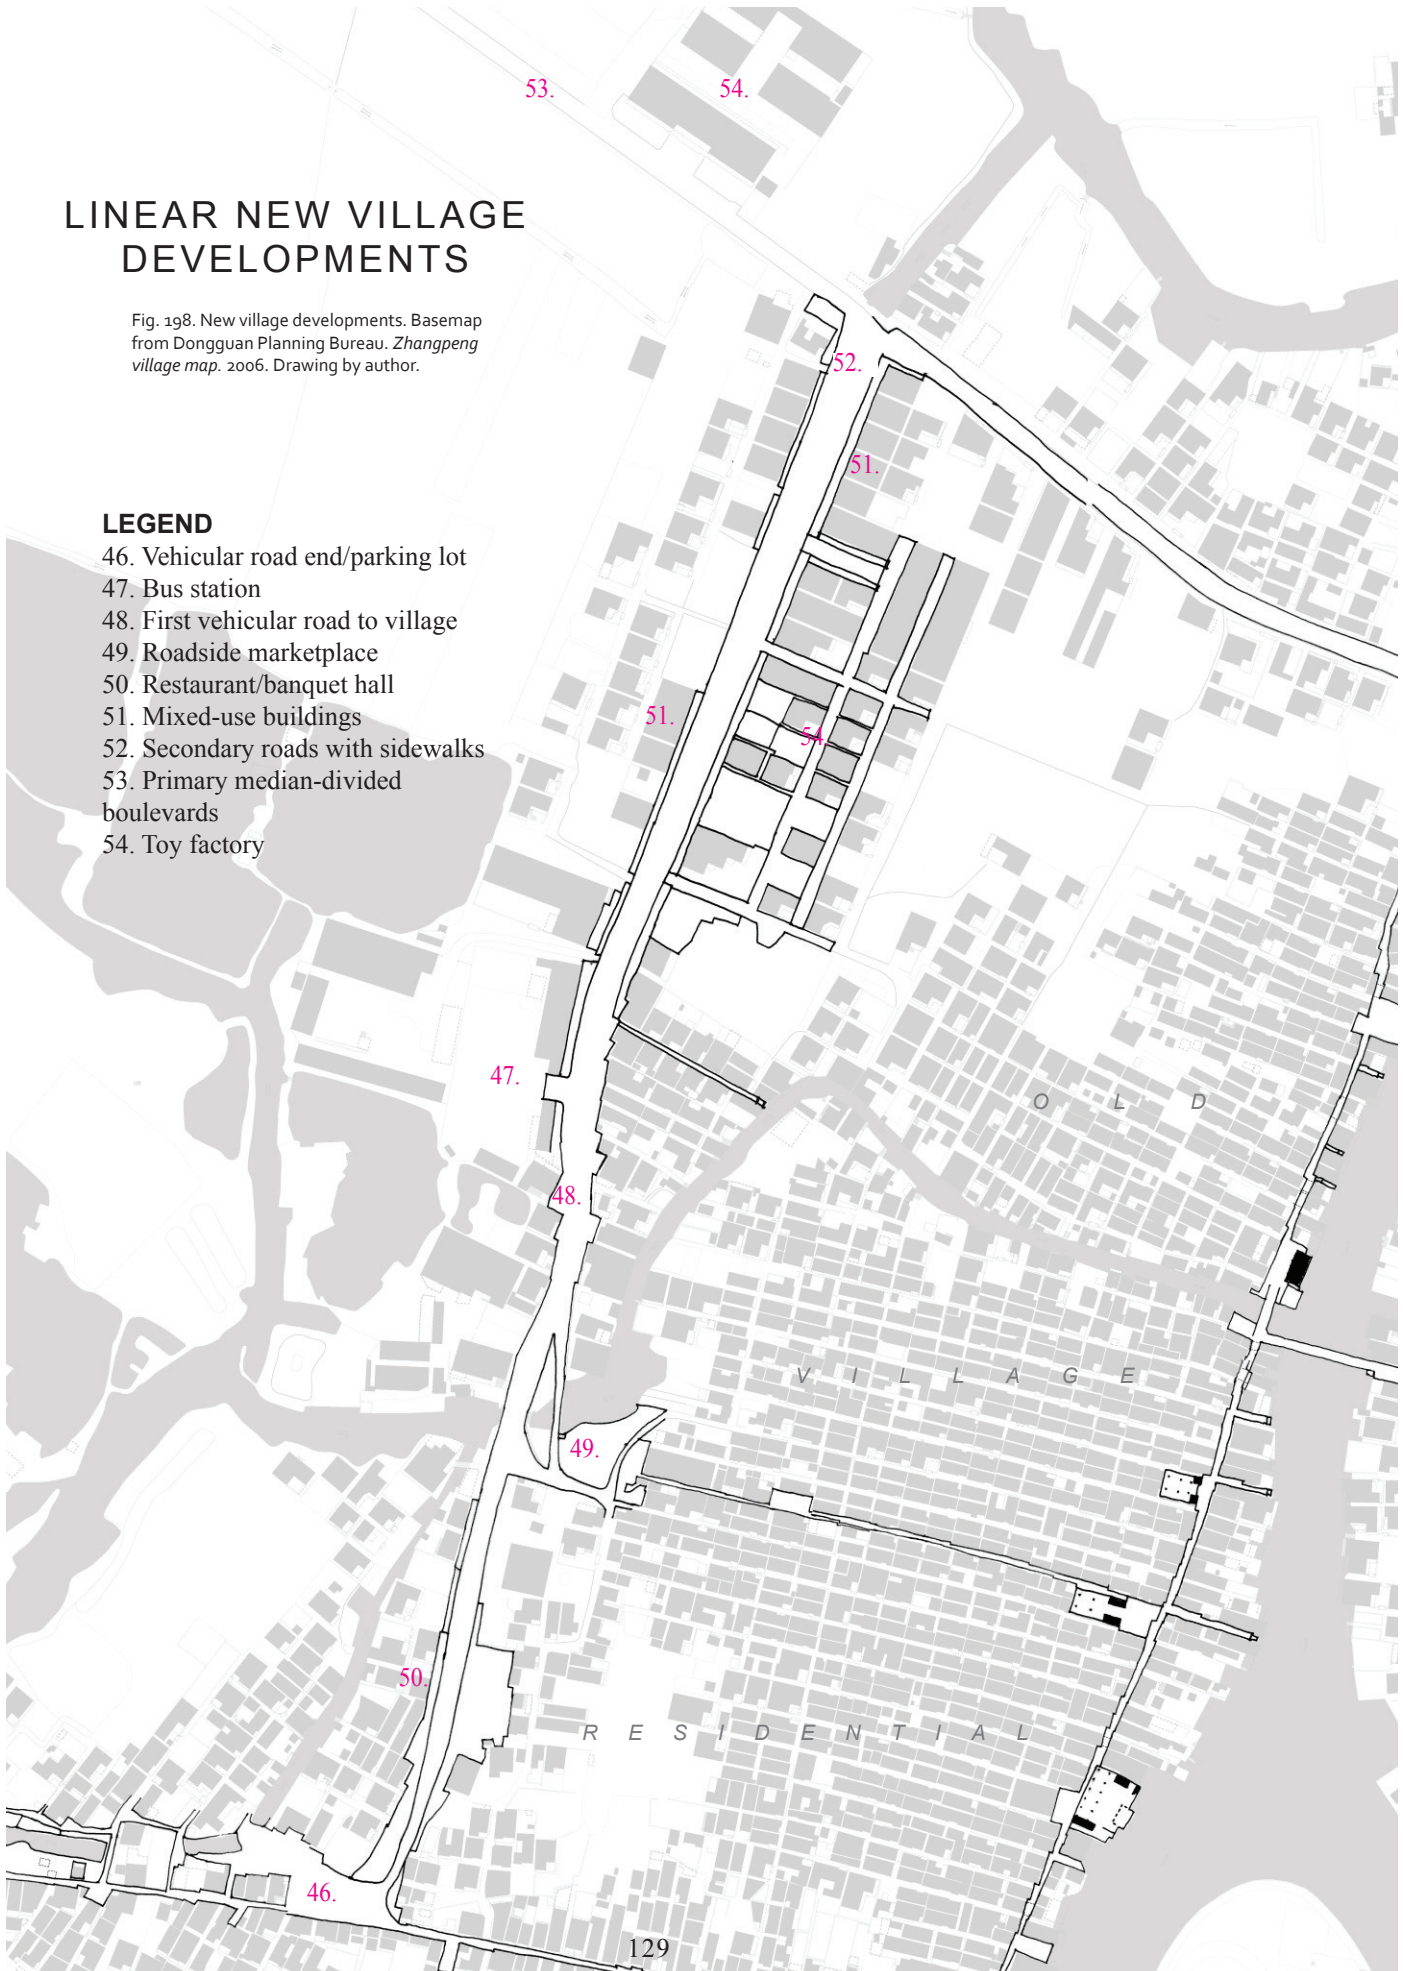 53.
54.
LINEAR NEW VILLAGE
DEVELOPMENTS
Fig. 198. New village developments. Basemap
from Dongguan Planning Bureau. Zhangpeng
village map. 2006. Drawing by author.
52.
51.
LEGEND
46. Vehicular road end/parking lot
47. Bus station
48. First vehicular road to village
49. Roadside marketplace
50. Restaurant/banquet hall
51. Mixed-use buildings
52. Secondary roads with sidewalks
53. Primary median-divided
boulevards
54. Toy factory
51.
54.
47.
OLD
48.
VILLAGE
49.
50.
RESIDENTIAL
46.
129